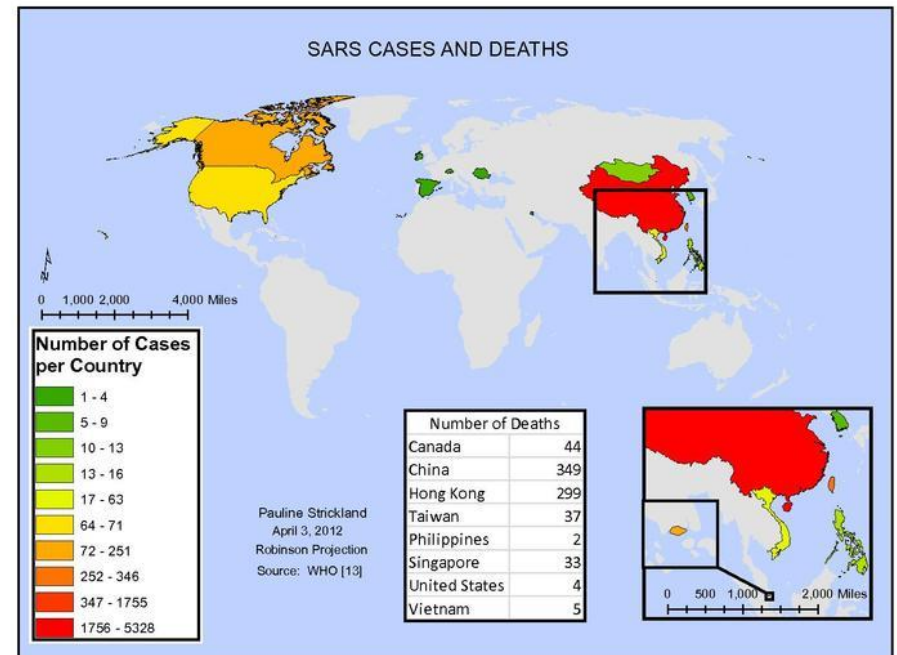 SARS CASES AND DEATHS
0 1,000 2,000 4,000 Miles
Number of Cases
per Country
1 - 4
5 - 9
10 - 13
13 - 16
17 - 63
64 - 71
72 - 251
252 - 346
347 - 1755
1756 - 5328
Pauline Strickland
April 3, 2012
Robinson Projection
Source: WHO [13]
Number of Deaths
Canada 44
China 349
Hong Kong 299
Taiwan 37
Philippines 2
Singapore 33
United States 4
Vietnam 5
0 500 1,000 2,000 Miles